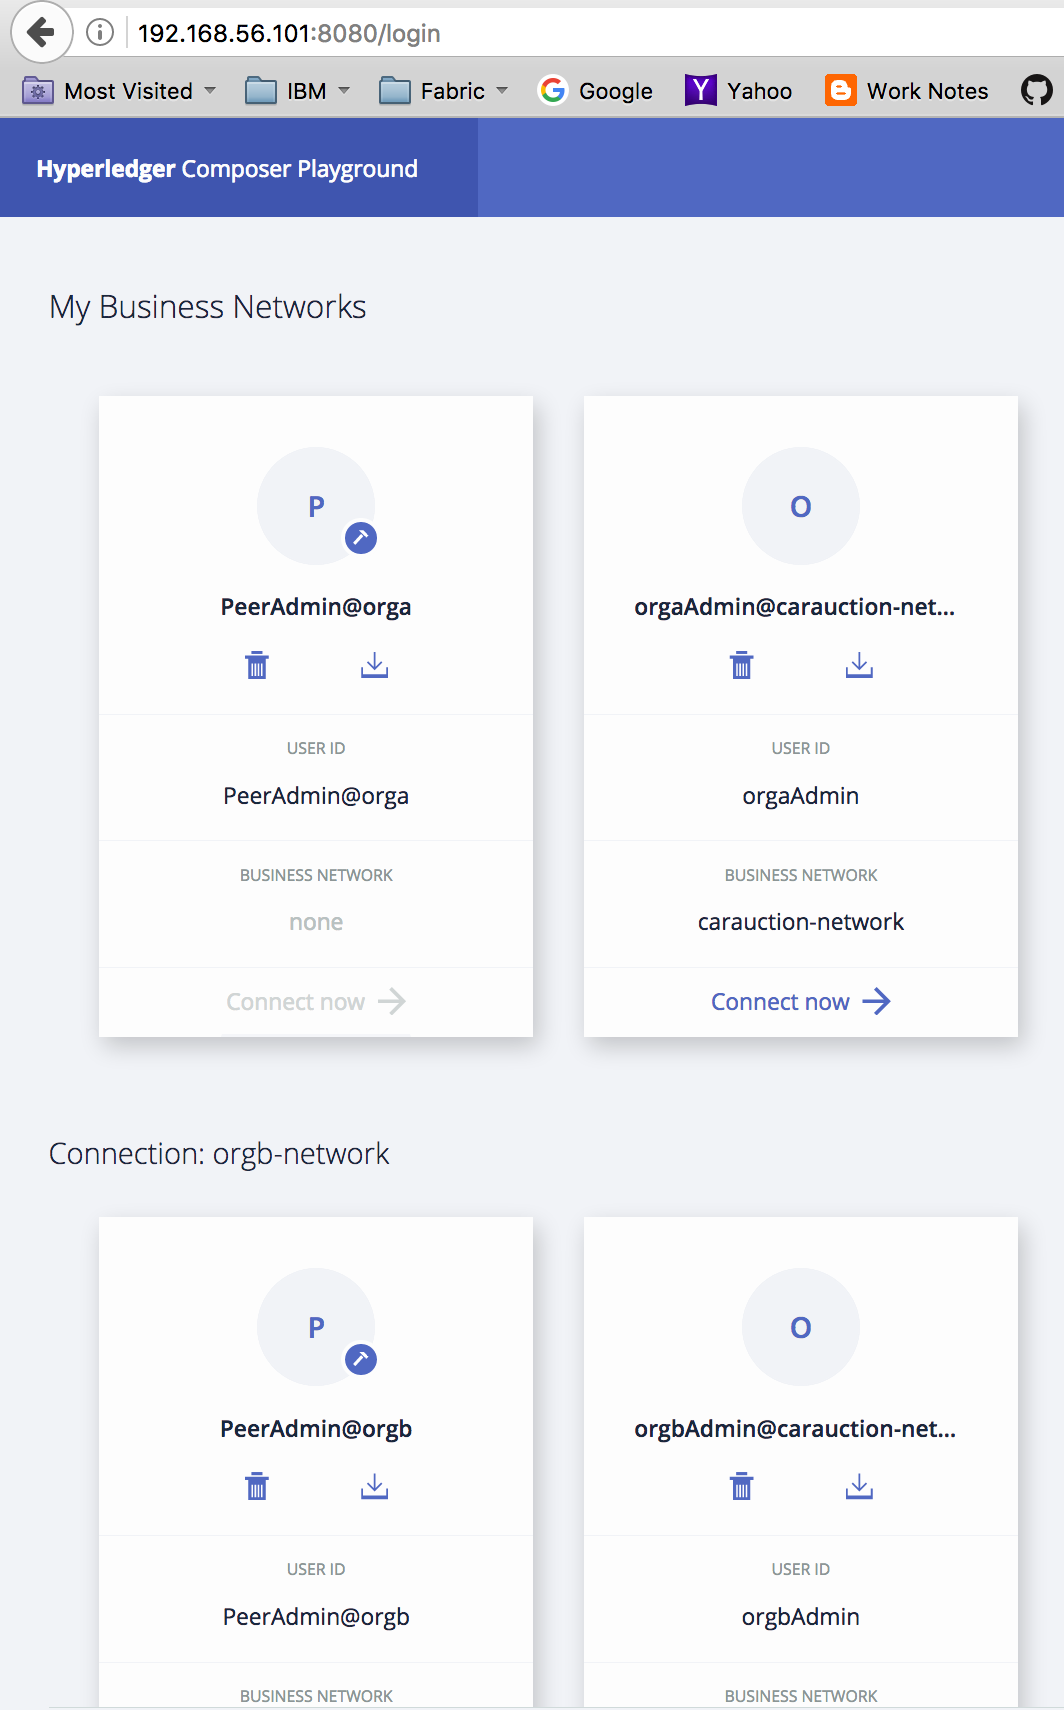 192.168.56.101:8080/login
Most Visited IBM Fabric Google Yahoo Work Notes
Hyperledger Composer Playground
My Business Networks
P O
PeerAdmin@orga orgaAdmin@carauction-net...
USER ID USER ID
PeerAdmin@orga orgaAdmin
BUSINESS NETWORK BUSINESS NETWORK
none carauction-network
Connect now Connect now
Connection: orgb-network
P O
PeerAdmin@orgb orgbAdmin@carauction-net...
USER ID USER ID
PeerAdmin@orgb orgbAdmin
BUSINESS NETWORK BUSINESS NETWORK